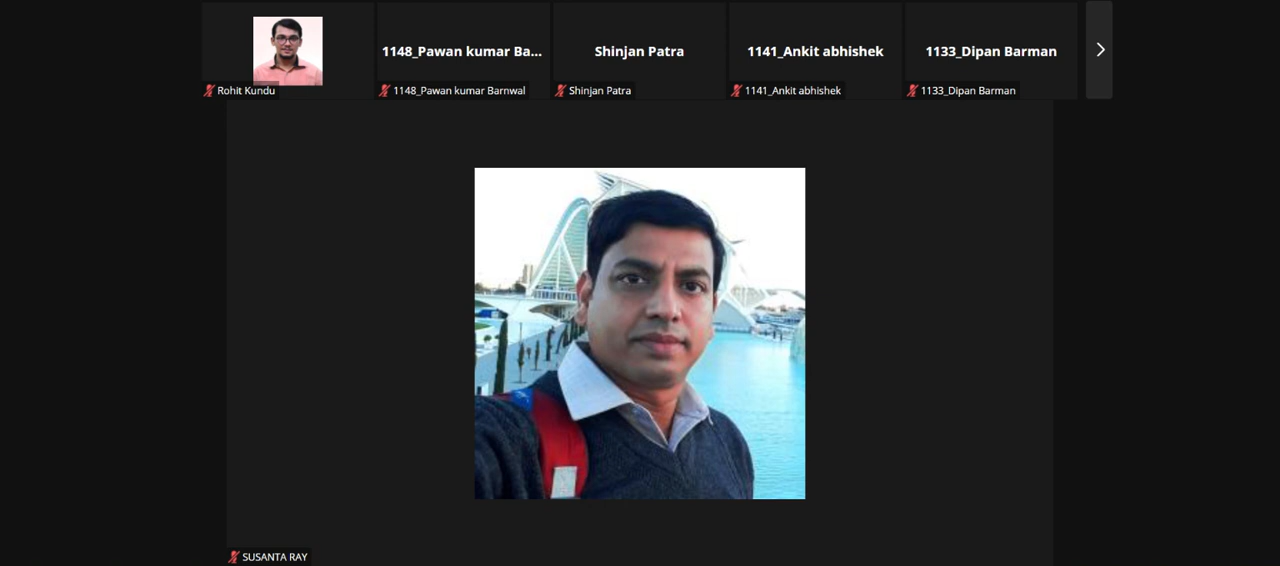 1148_Pawan kumar Ba...
Shinjan Patra
1141_Ankit abhishek
1133_Dipan Barman
Rohit Kundu
1148_Pawan kumar Barnwal
Shinjan Patra
1141_Ankit abhishek
1133_Dipan Barman
SUSANTA RAY